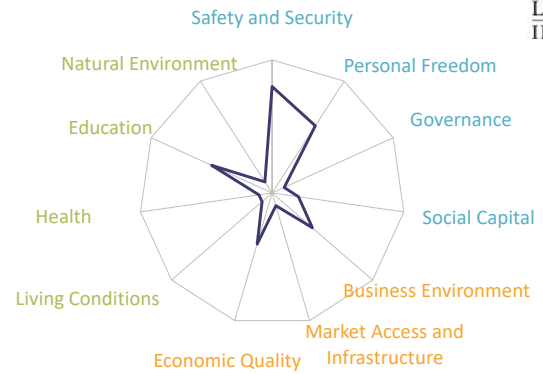 Safety and Security
Natural Environment
Personal Freedom
Education
Governance
Health
Social Capital
Living Conditions
Business Environment
Market Access and
Infrastructure
Economic Quality